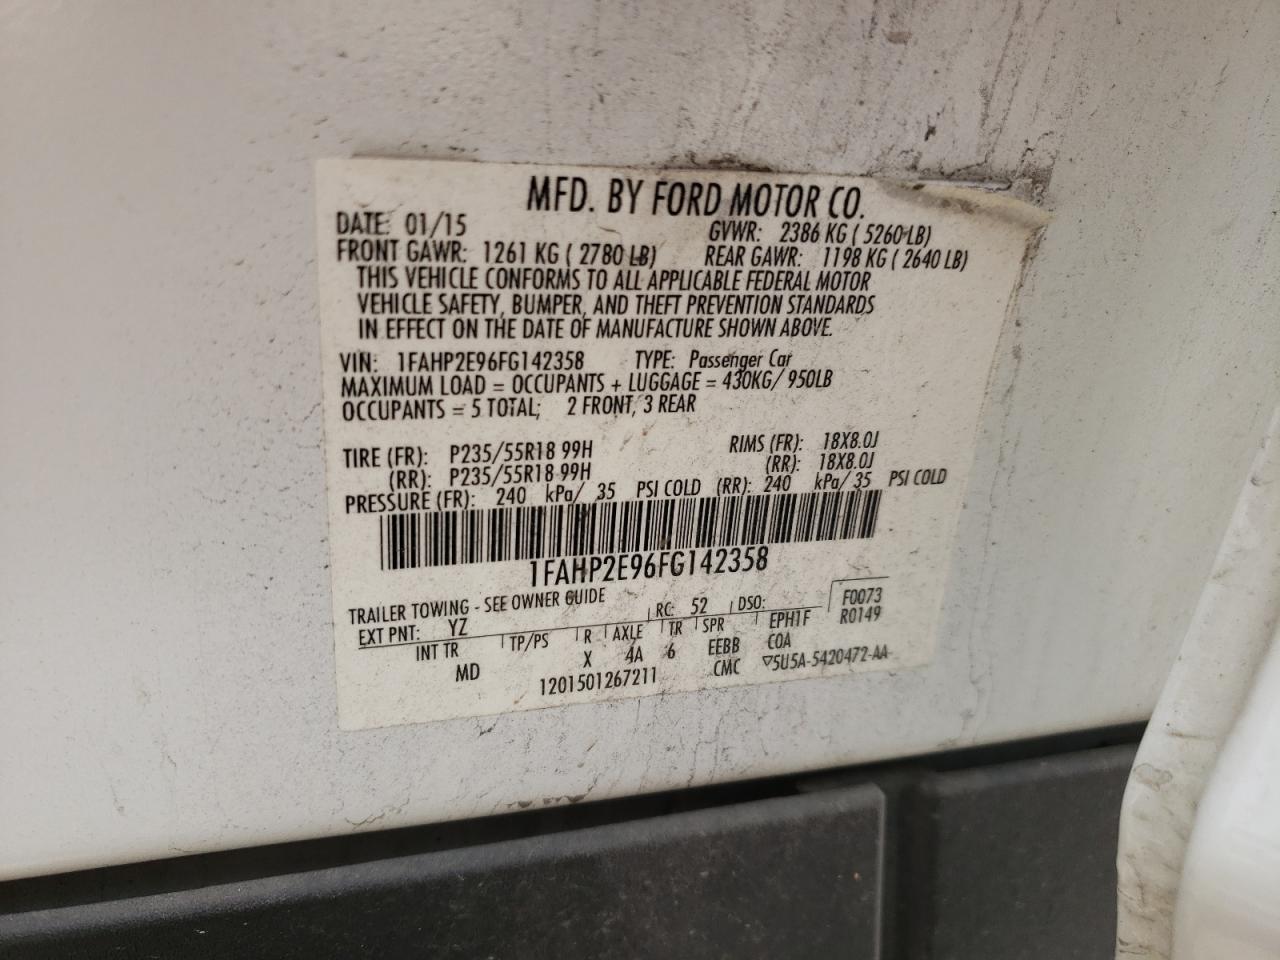 MFD. BY FORD MOTOR CO.
DATE: 01/15 GVWR: 2386 KG ( 5260 LB)
FRONT GAWR: 1261 KG ( 2780 LB) REAR GAWR: 1198 KG ( 2640 LB)
THIS VEHICLE CONFORMS TO ALL APPLICABLE FEDERAL MOTOR
VEHICLE SAFETY, BUMPER, AND THEFT PREVENTION STANDARDS
IN EFFECT ON THE DATE OF MANUFACTURE SHOWN ABOVE.
VIN: 1FAHP2E96FG142358 TYPE: Passenger Car
MAXIMUM LOAD = OCCUPANTS + LUGGAGE = 430KG/ 950LB
OCCUPANTS = 5 TOTAL; 2 FRONT, 3 REAR
TIRE (FR): P235/55R18 99H RIMS (FR): 18X8.0J
(RR): P235/55R18 99H (RR): 18X8.0J
PRESSURE (FR): 240 kPa/ 35 PSI COLD (RR): 240 kPa/ 35 PSI COLD
1FAHP2E96FG142358
TRAILER TOWING - SEE OWNER GUIDE
EXT PNT: YZ RC: 52 DSO: F0073
INT TR TP/PS R AXLE TR SPR EPH1F R0149
MD X 4A 6 EEBB COA
1201501267211 CMC ▽5U5A-5420472-AA